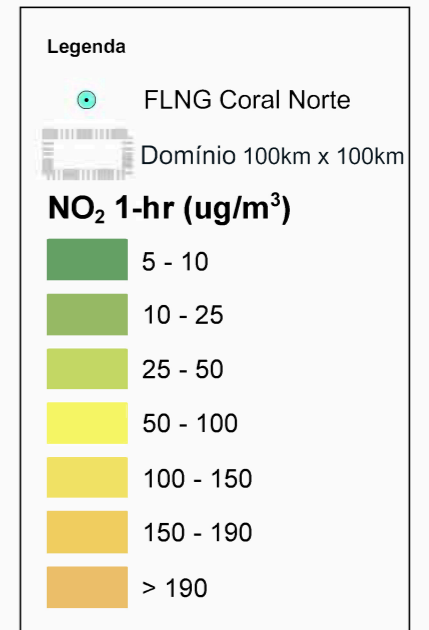 Legenda
FLNG Coral Norte
Domínio 100km x 100km
NO₂ 1-hr (ug/m³)
5 - 10
10 - 25
25 - 50
50 - 100
100 - 150
150 - 190
> 190